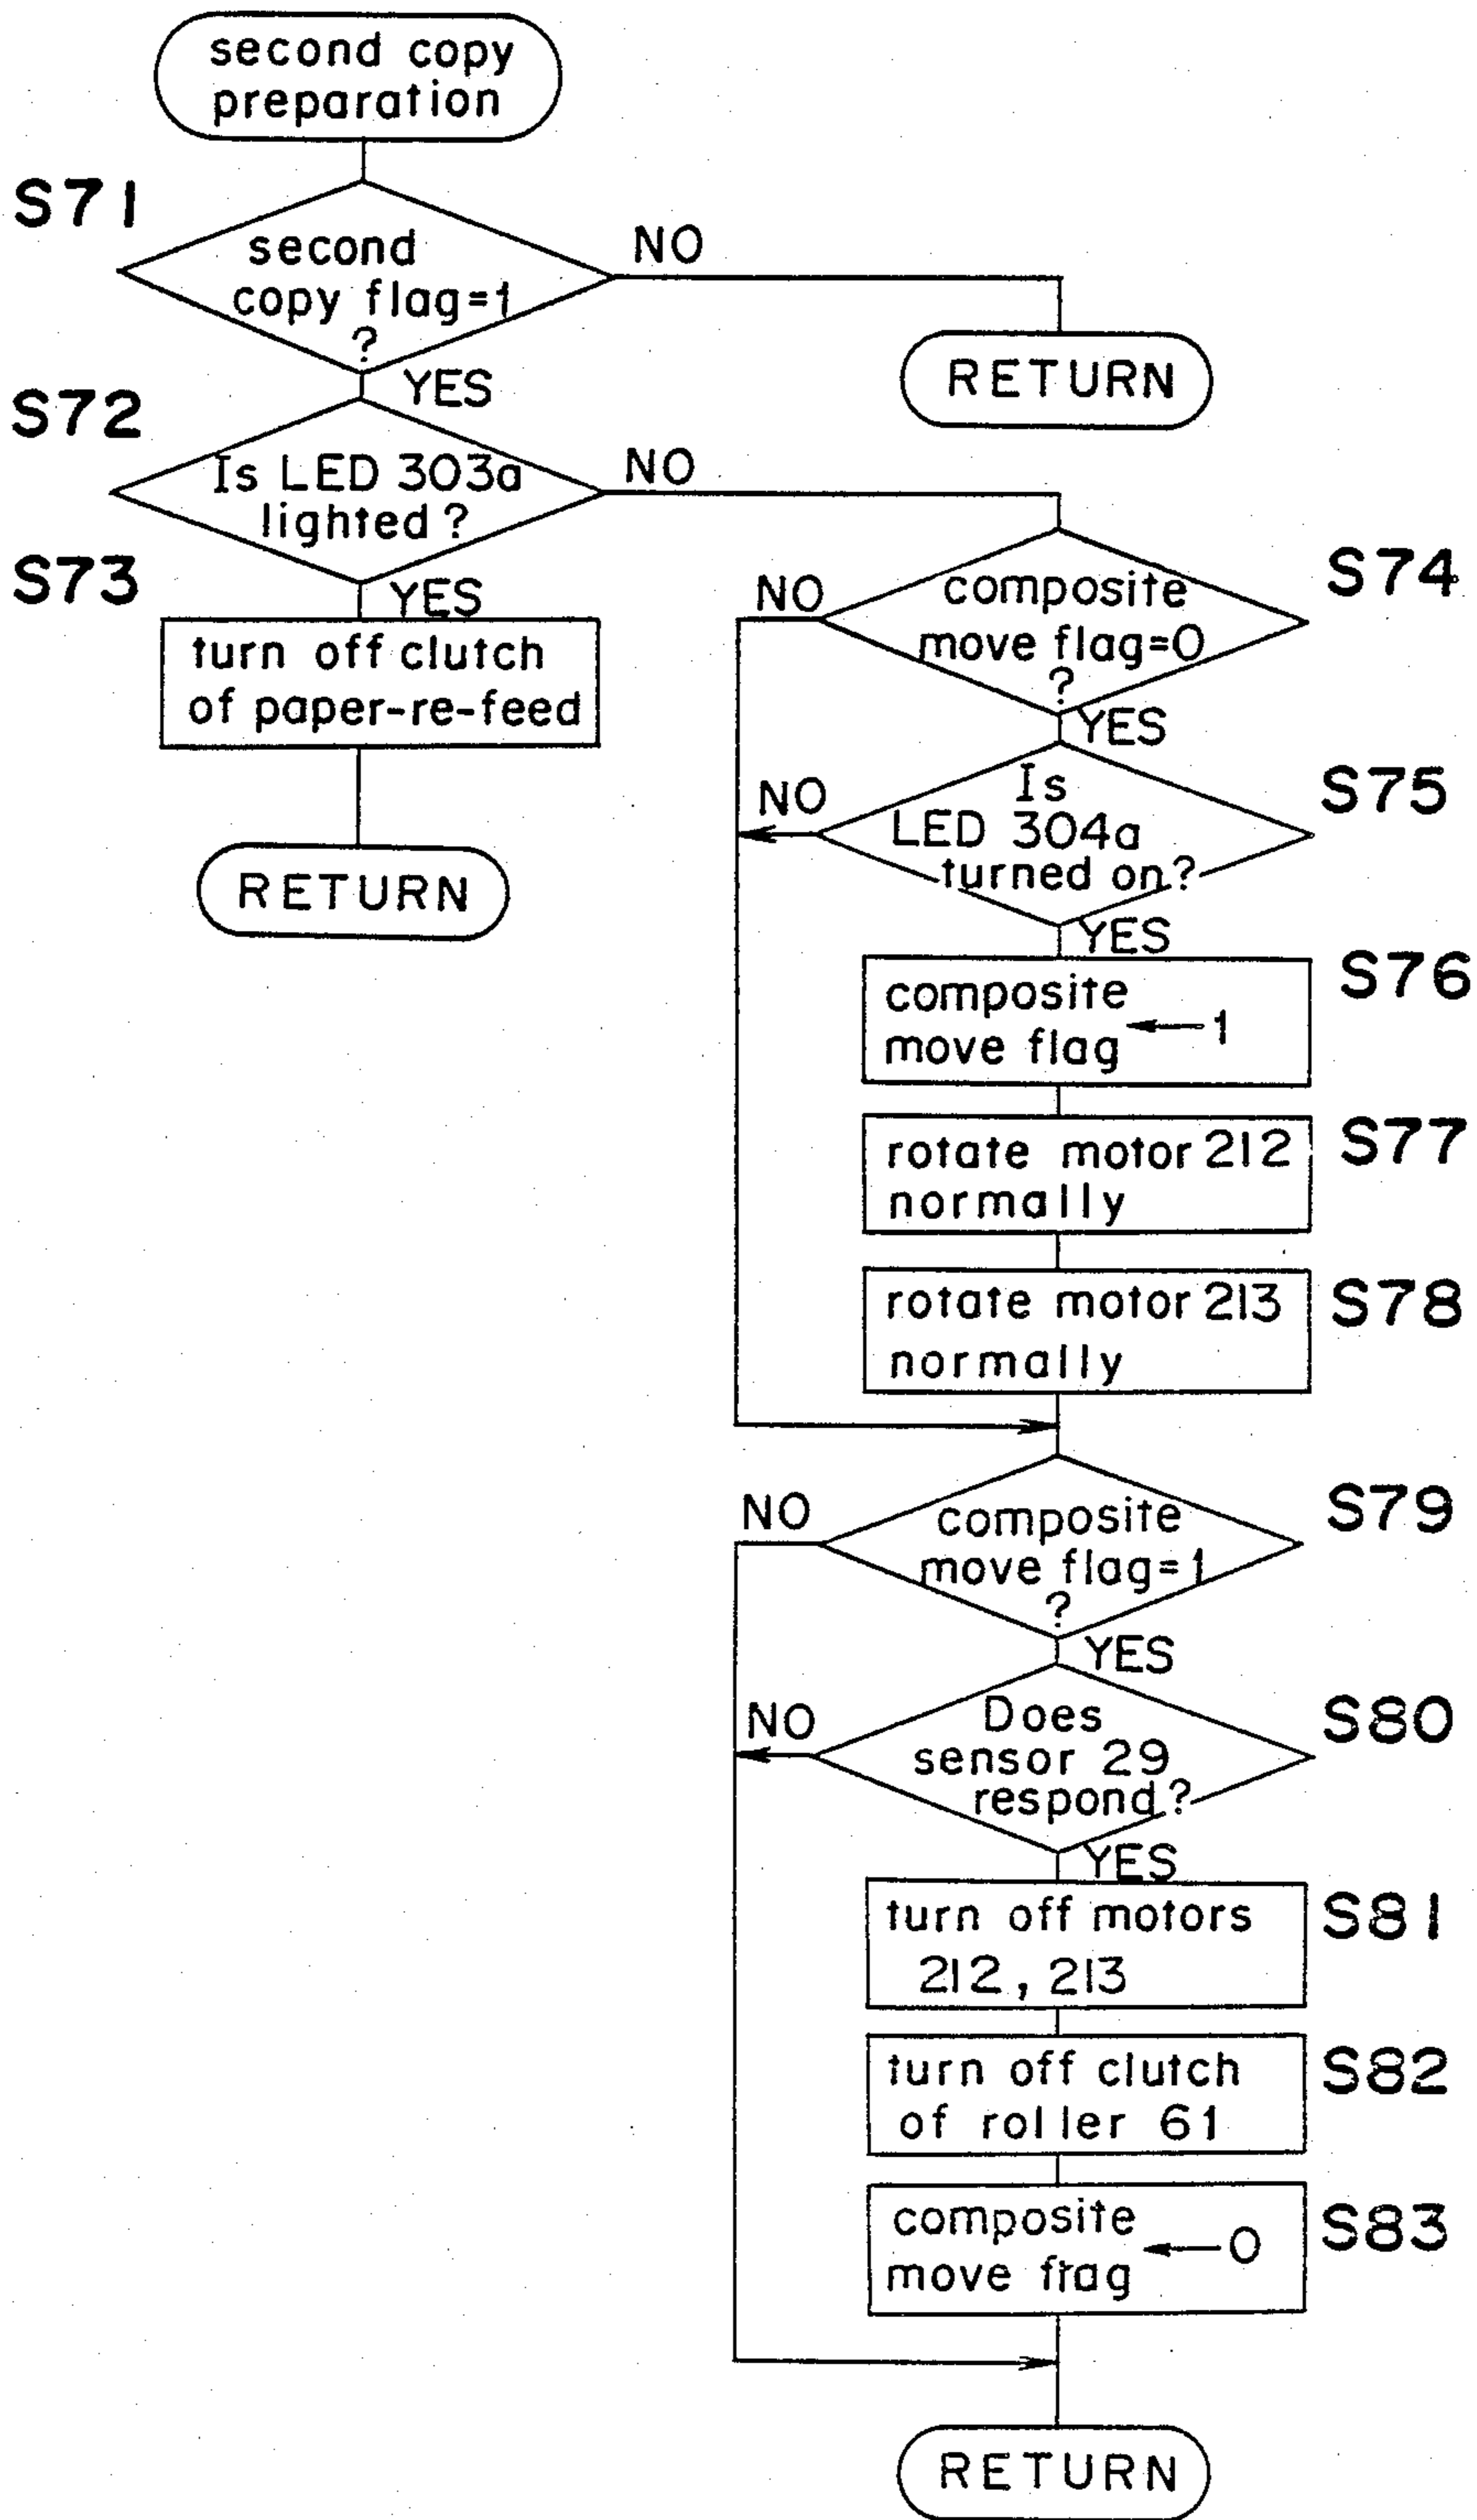 second copy
preparation
S71
second
copy flag=1
?
NO
RETURN
YES
S72
Is LED 303a
lighted?
NO
S73
YES
turn off clutch
of paper-re-feed
RETURN
S74
composite
move flag=0
?
NO
YES
S75
Is
LED 304a
turned on?
NO
YES
S76
composite
move flag ← 1
S77
rotate motor 212
normally
S78
rotate motor 213
normally
S79
composite
move flag=1
?
NO
YES
S80
Does
sensor 29
respond?
NO
YES
S81
turn off motors
212, 213
S82
turn off clutch
of roller 61
S83
composite
move frag ← 0
RETURN